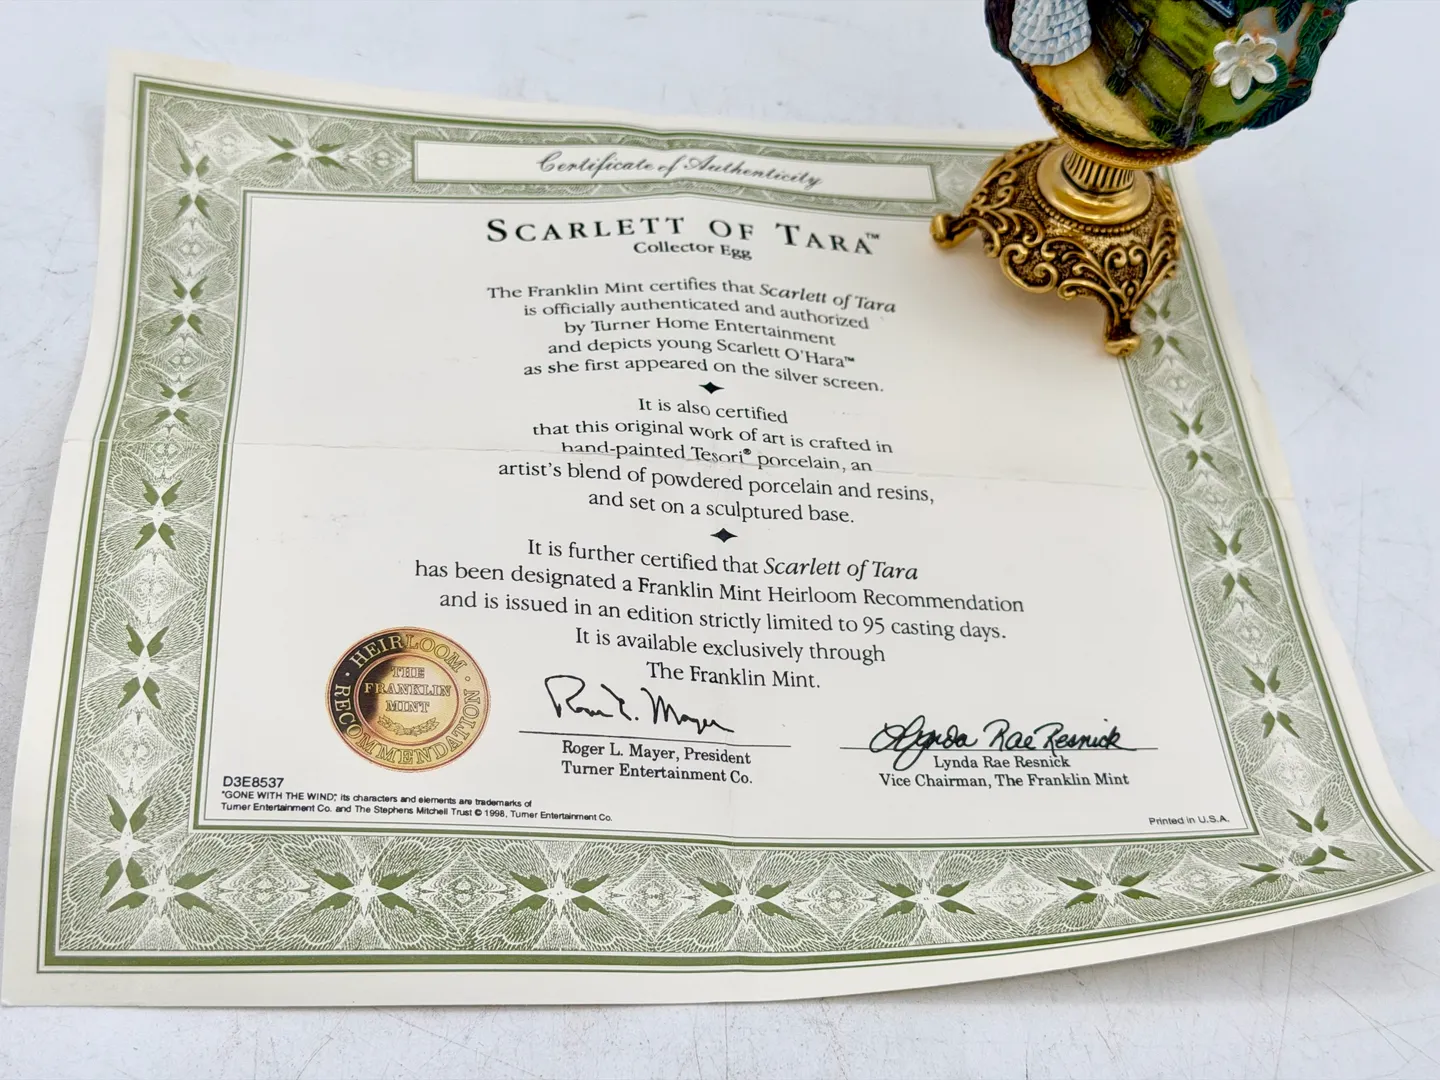 Certificate of Authenticity
SCARLETT OF TARA™
Collector Egg
The Franklin Mint certifies that Scarlett of Tara
is officially authenticated and authorized
by Turner Home Entertainment
and depicts young Scarlett O'Hara™
as she first appeared on the silver screen.
It is also certified
that this original work of art is crafted in
hand-painted Tesori® porcelain, an
artist's blend of powdered porcelain and resins,
and set on a sculptured base.
It is further certified that Scarlett of Tara
has been designated a Franklin Mint Heirloom Recommendation
and is issued in an edition strictly limited to 95 casting days.
It is available exclusively through
The Franklin Mint.
HEIRLOOM
THE
FRANKLIN
MINT
RECOMMENDATION
Roger L. Mayer
Roger L. Mayer, President
Turner Entertainment Co.
Lynda Rae Resnick
Lynda Rae Resnick
Vice Chairman, The Franklin Mint
D3E8537
"GONE WITH THE WIND", its characters and elements are trademarks of
Turner Entertainment Co. and The Stephens Mitchell Trust © 1998, Turner Entertainment Co.
Printed in U.S.A.